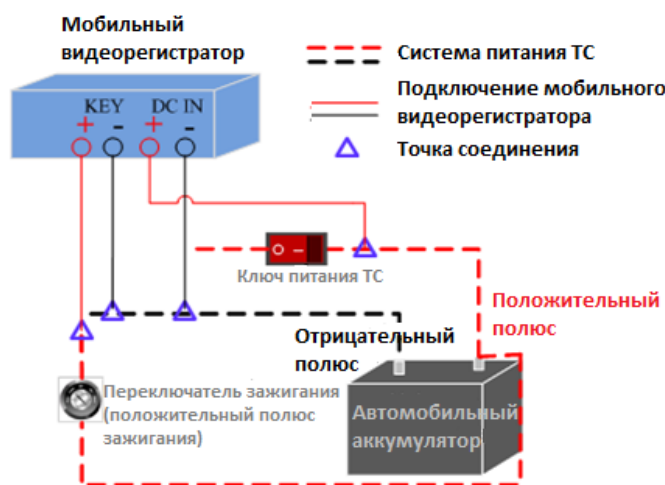 Мобильный
видеорегистратор
KEY DC IN
+ - + -
Система питания ТС
Подключение мобильного
видеорегистратора
Точка соединения
Ключ питания ТС
Положительный
полюс
Отрицательный
полюс
Переключатель зажигания
(положительный полюс
зажигания)
Автомобильный
аккумулятор